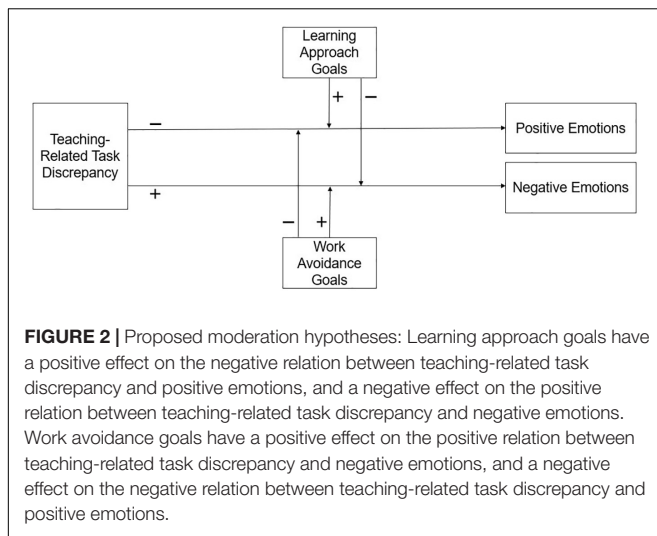 Learning
Approach
Goals
+
−
Teaching-
Related Task
Discrepancy
−
Positive Emotions
+
Negative Emotions
−
+
Work
Avoidance
Goals
FIGURE 2 | Proposed moderation hypotheses: Learning approach goals have
a positive effect on the negative relation between teaching-related task
discrepancy and positive emotions, and a negative effect on the positive
relation between teaching-related task discrepancy and negative emotions.
Work avoidance goals have a positive effect on the positive relation between
teaching-related task discrepancy and negative emotions, and a negative
effect on the negative relation between teaching-related task discrepancy and
positive emotions.